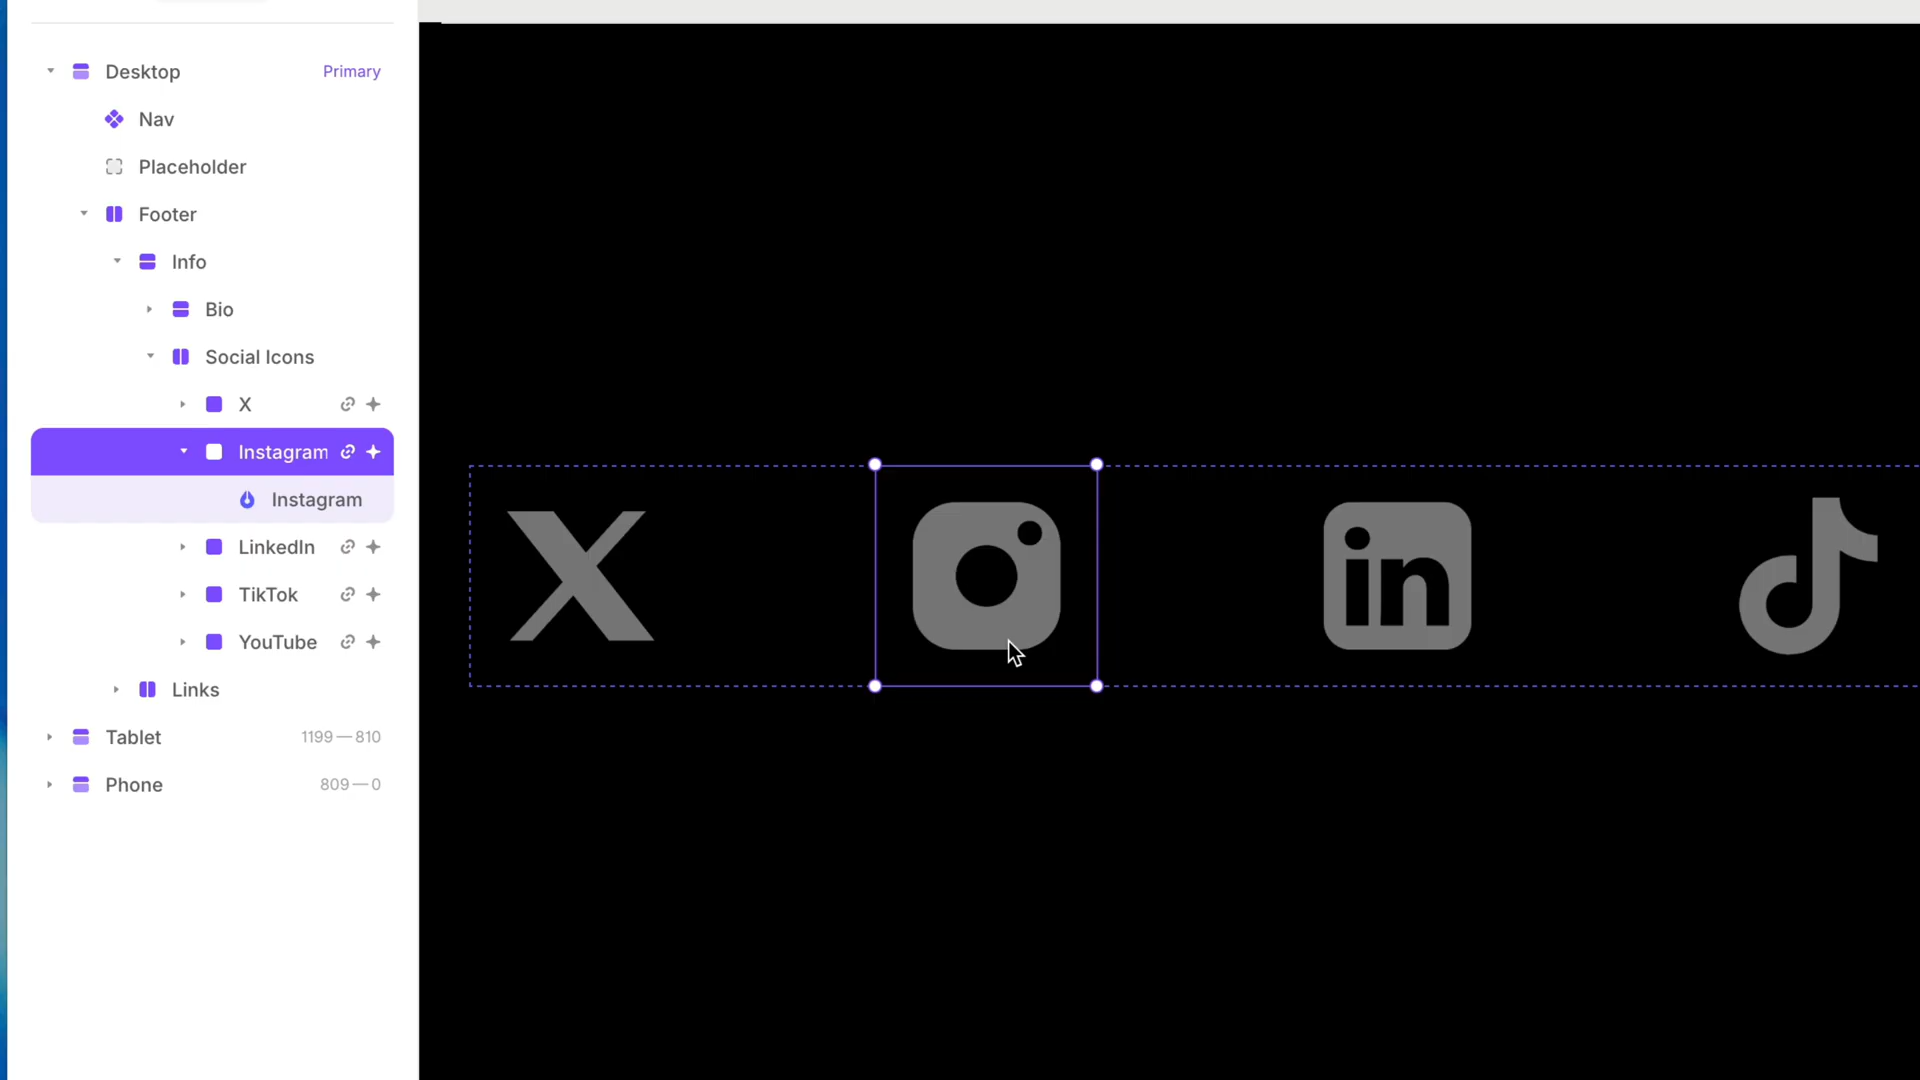 Desktop Primary
Nav
Placeholder
Footer
Info
Bio
Social Icons
X
Instagram
Instagram
LinkedIn
TikTok
YouTube
Links
Tablet 1199 — 810
Phone 809 — 0
in